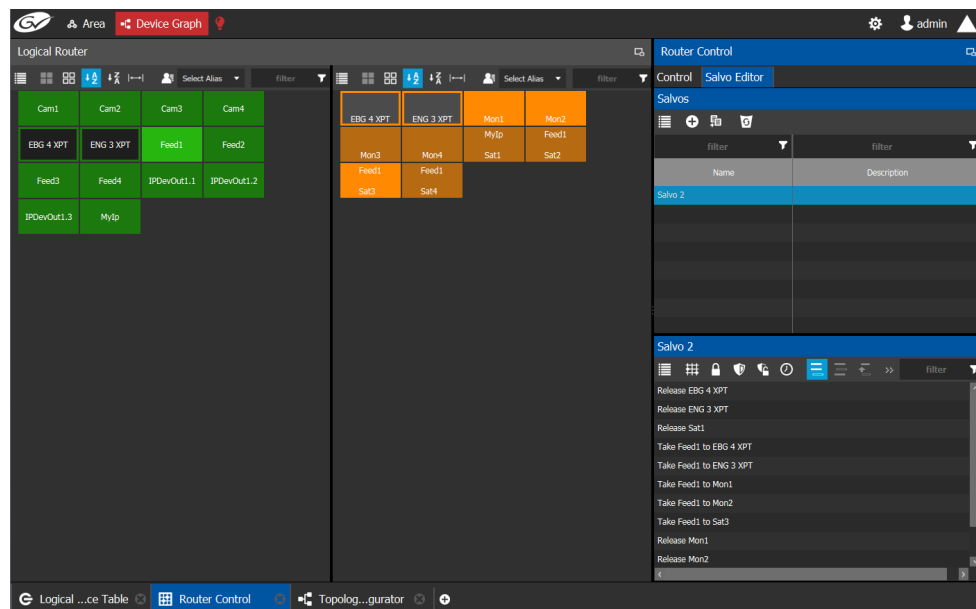 GV Area Device Graph admin
Logical Router
Router Control
Select Alias filter
Select Alias filter
Control Salvo Editor
Cam1 Cam2 Cam3 Cam4
EBG 4 XPT ENG 3 XPT Feed1 Feed2
Feed3 Feed4 IPDevOut1.1 IPDevOut1.2
IPDevOut1.3 MyIp
EBG 4 XPT ENG 3 XPT Mon1 Mon2
MyIp Feed1
Mon3 Mon4 Sat1 Sat2
Feed1 Feed1
Sat3 Sat4
Salvos
filter filter
Name Description
Salvo 2
Salvo 2
filter
Release EBG 4 XPT
Release ENG 3 XPT
Release Sat1
Take Feed1 to EBG 4 XPT
Take Feed1 to ENG 3 XPT
Take Feed1 to Mon1
Take Feed1 to Mon2
Take Feed1 to Sat3
Release Mon1
Release Mon2
Logical ...ce Table Router Control Topolog...gurator